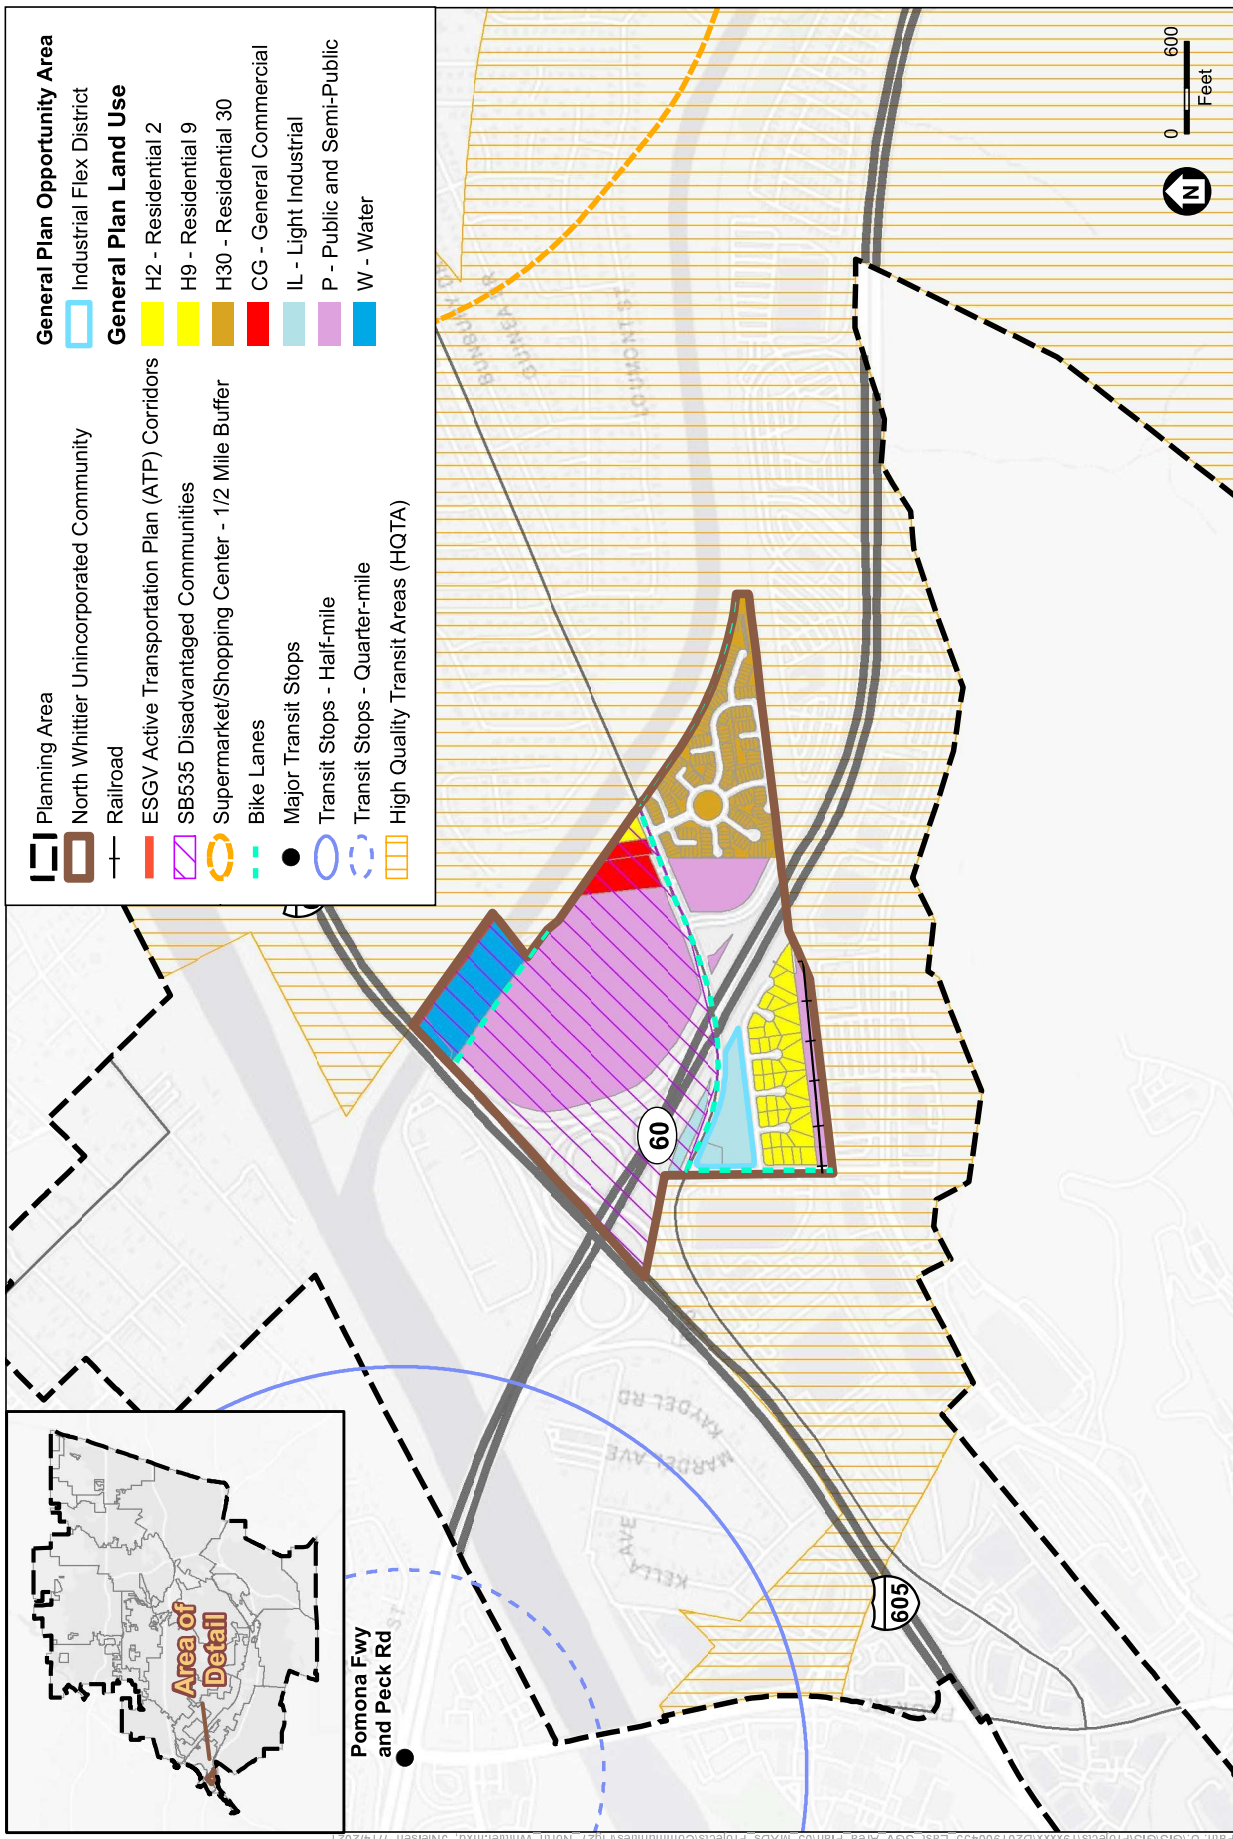 Planning Area
North Whittier Unincorporated Community
Railroad
ESGV Active Transportation Plan (ATP) Corridors
SB535 Disadvantaged Communities
Supermarket/Shopping Center - 1/2 Mile Buffer
Bike Lanes
Major Transit Stops
Transit Stops - Half-mile
Transit Stops - Quarter-mile
High Quality Transit Areas (HQTA)
General Plan Opportunity Area
Industrial Flex District
General Plan Land Use
H2 - Residential 2
H9 - Residential 9
H30 - Residential 30
CG - General Commercial
IL - Light Industrial
P - Public and Semi-Public
W - Water
Area of
Detail
Pomona Fwy
and Peck Rd
60
605
KELLA AVE
MARDEL AVE
KAYDEL RD
LOUMONT ST
N
0
600
Feet